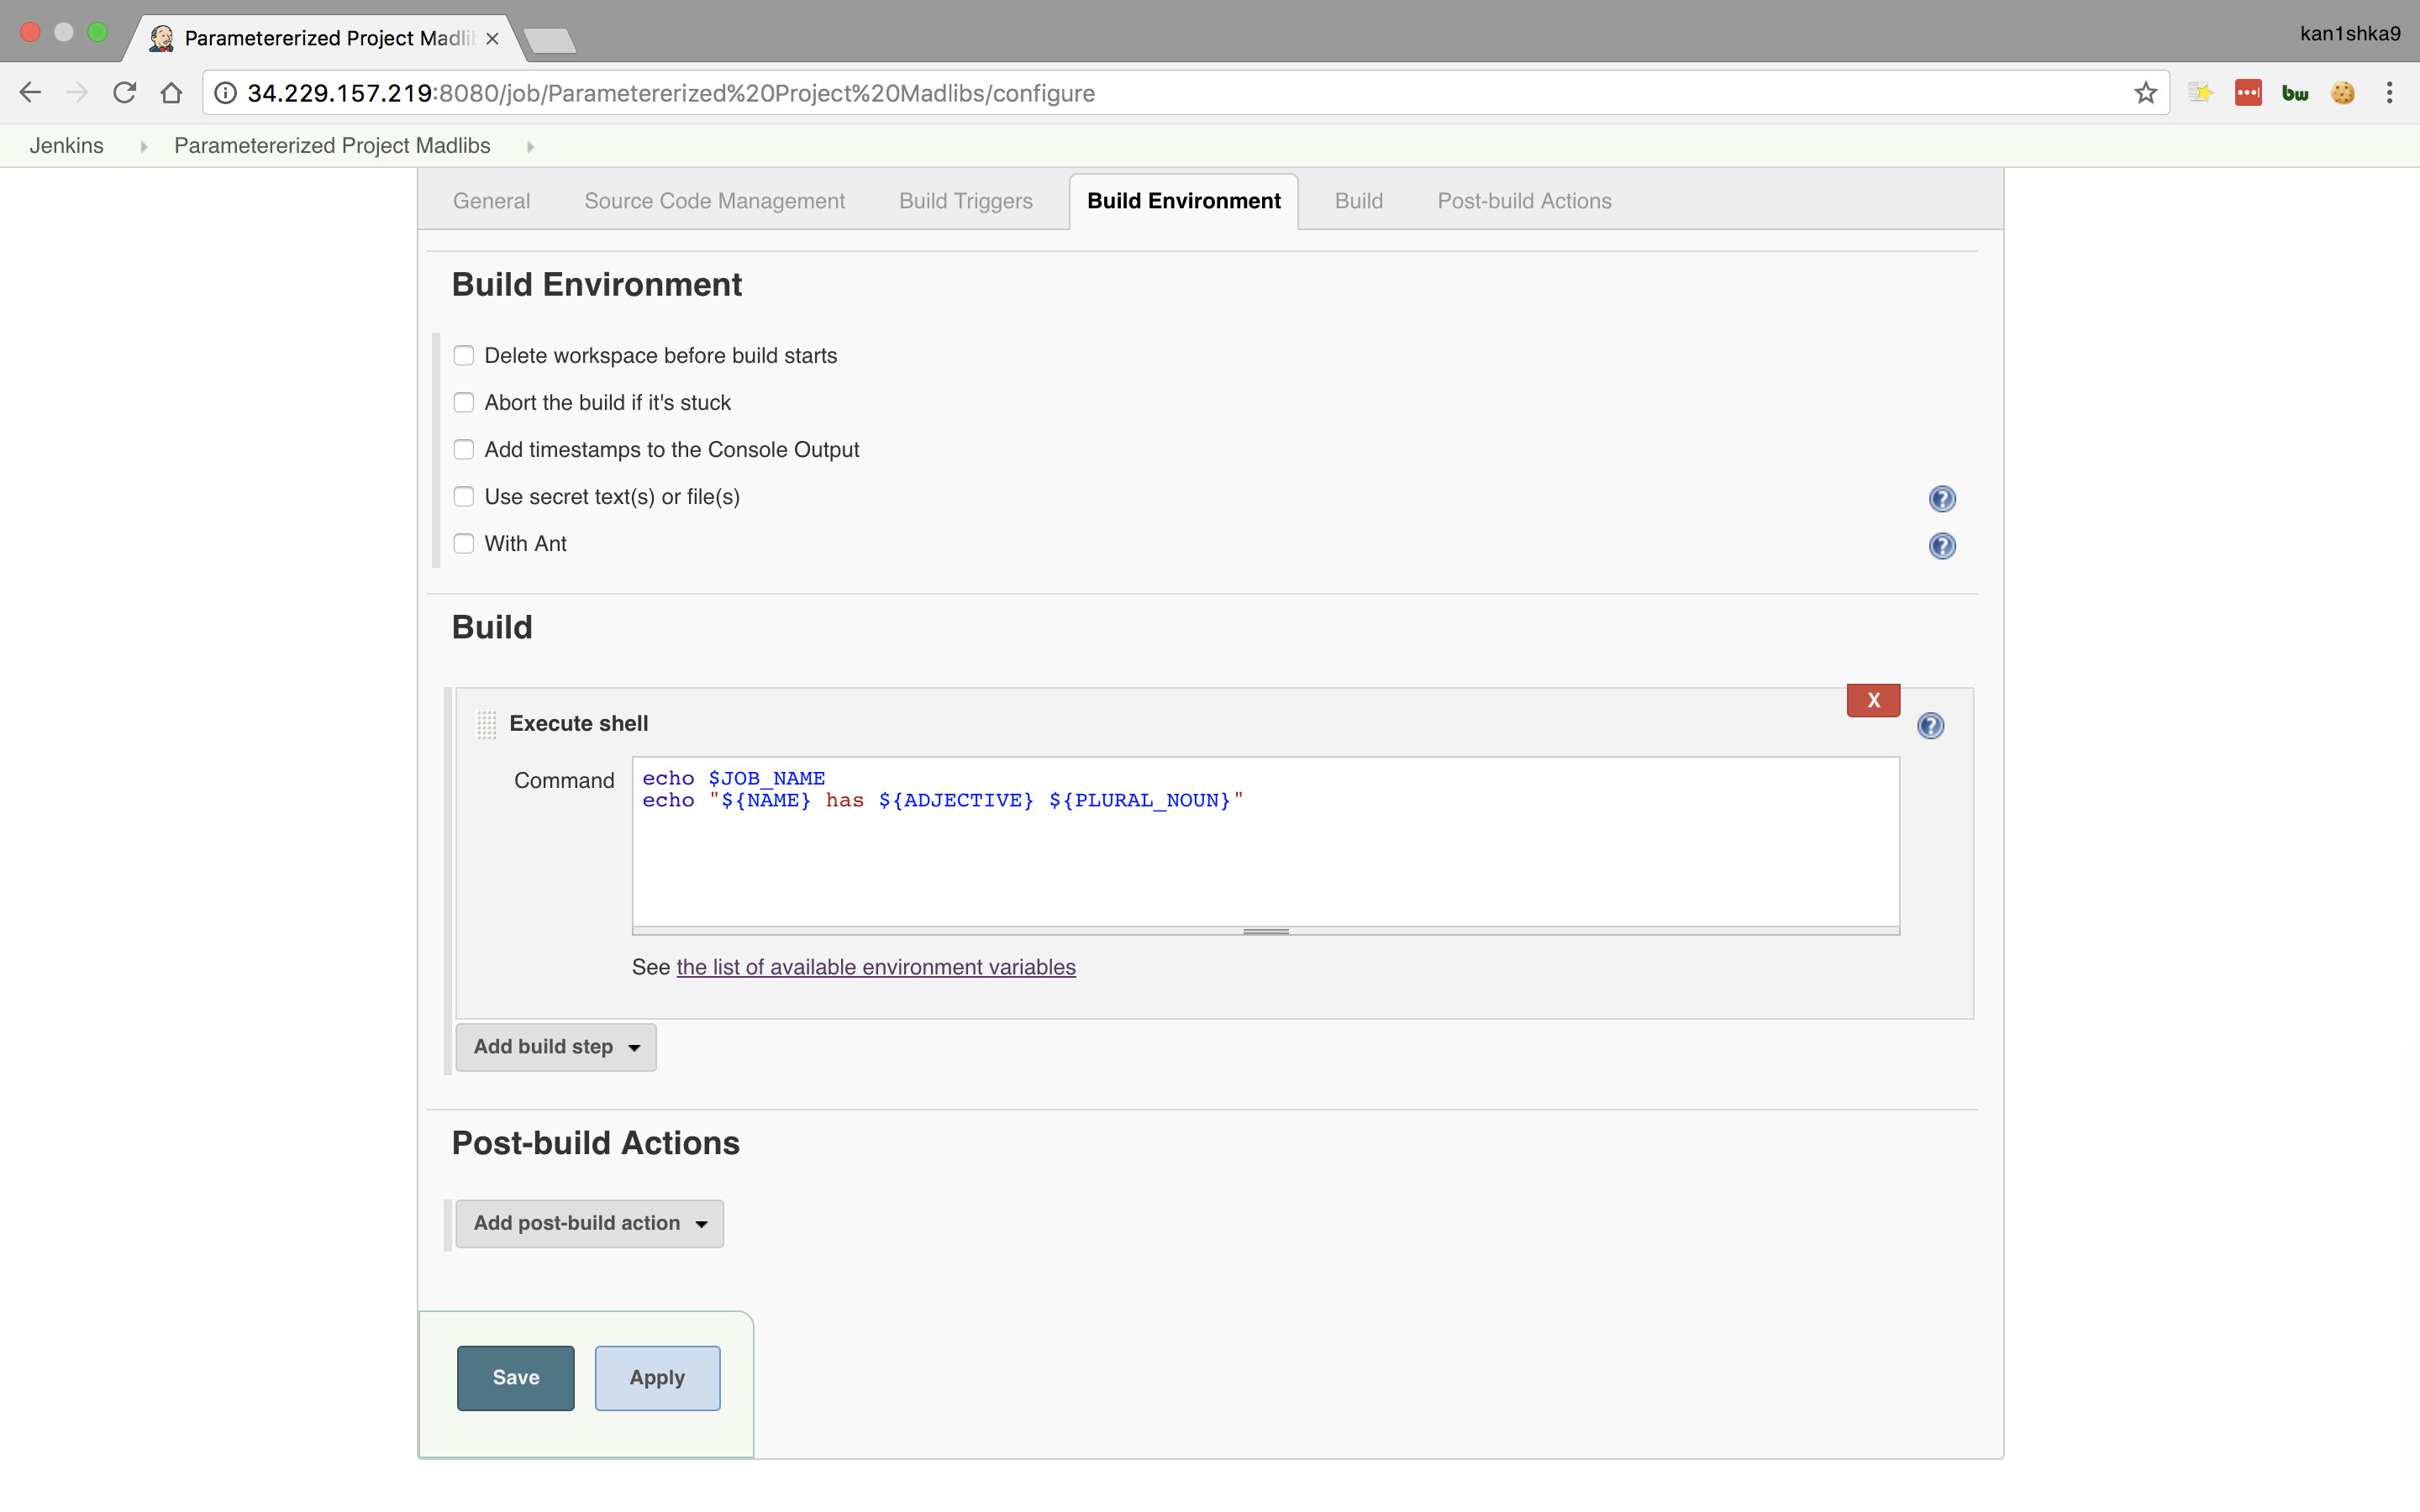 Parametererized Project Madli
kan1shka9
34.229.157.219:8080/job/Parametererized%20Project%20Madlibs/configure
bw
Jenkins Parametererized Project Madlibs
General Source Code Management Build Triggers Build Environment Build Post-build Actions
Build Environment
Delete workspace before build starts
Abort the build if it's stuck
Add timestamps to the Console Output
Use secret text(s) or file(s)
With Ant
Build
X
Execute shell
Command
echo $JOB_NAME
echo "${NAME} has ${ADJECTIVE} ${PLURAL_NOUN}"
See the list of available environment variables
Add build step
Post-build Actions
Add post-build action
Save Apply